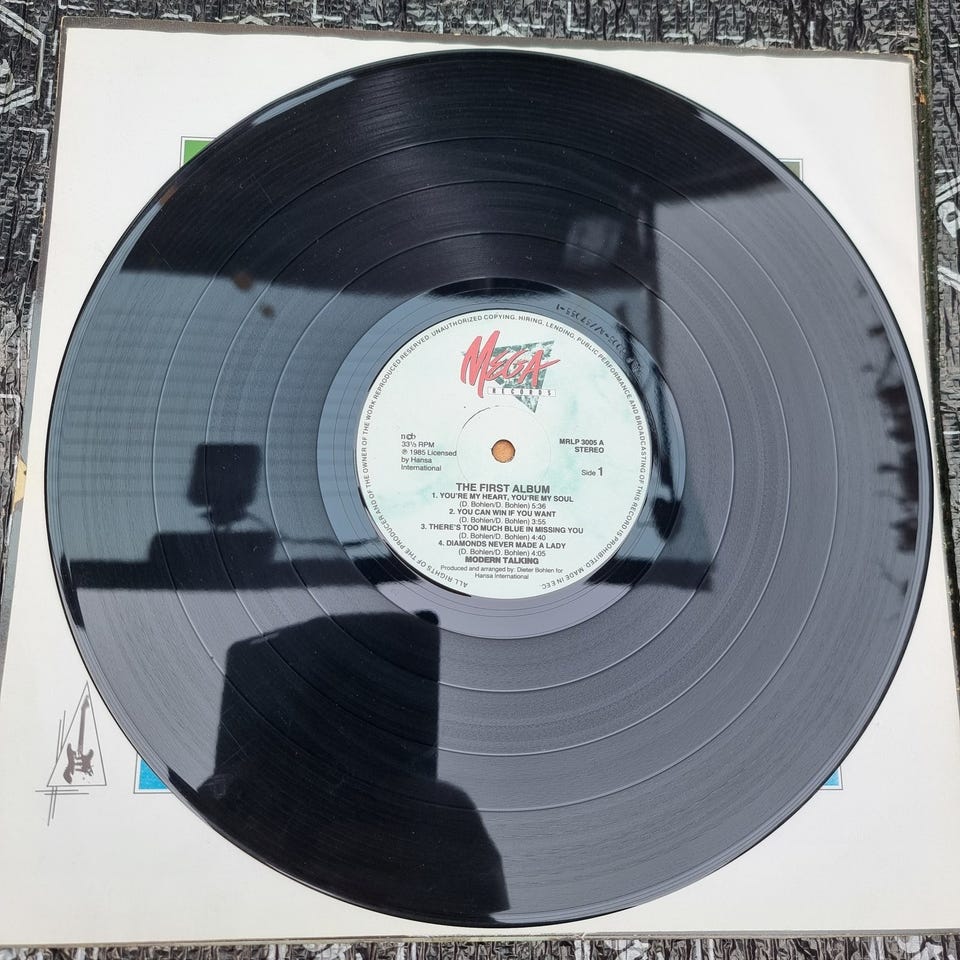 ALL RIGHTS OF THE PRODUCER AND OF THE OWNER OF THE WORK REPRODUCED RESERVED. UNAUTHORIZED COPYING, HIRING, LENDING, PUBLIC PERFORMANCE AND BROADCASTING OF THIS RECORD IS PROHIBITED. MADE IN EEC
MEGA
RECORDS
n©b
33⅓ RPM
℗ 1985 Licensed
by Hansa
International
MRLP 3005 A
STEREO
Side 1
THE FIRST ALBUM
1. YOU'RE MY HEART, YOU'RE MY SOUL
(D. Bohlen/D. Bohlen) 5:36
2. YOU CAN WIN IF YOU WANT
(D. Bohlen/D. Bohlen) 3:55
3. THERE'S TOO MUCH BLUE IN MISSING YOU
(D. Bohlen/D. Bohlen) 4:40
4. DIAMONDS NEVER MADE A LADY
(D. Bohlen/D. Bohlen) 4:05
MODERN TALKING
Produced and arranged by: Dieter Bohlen for
Hansa International